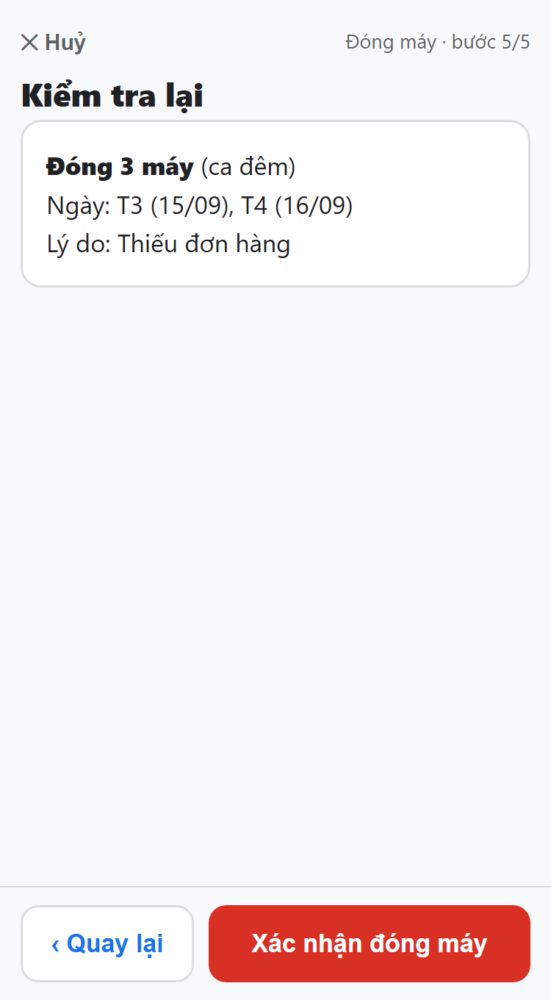 ✕ Huỷ
Đóng máy · bước 5/5
Kiểm tra lại
Đóng 3 máy (ca đêm)
Ngày: T3 (15/09), T4 (16/09)
Lý do: Thiếu đơn hàng
‹ Quay lại
Xác nhận đóng máy